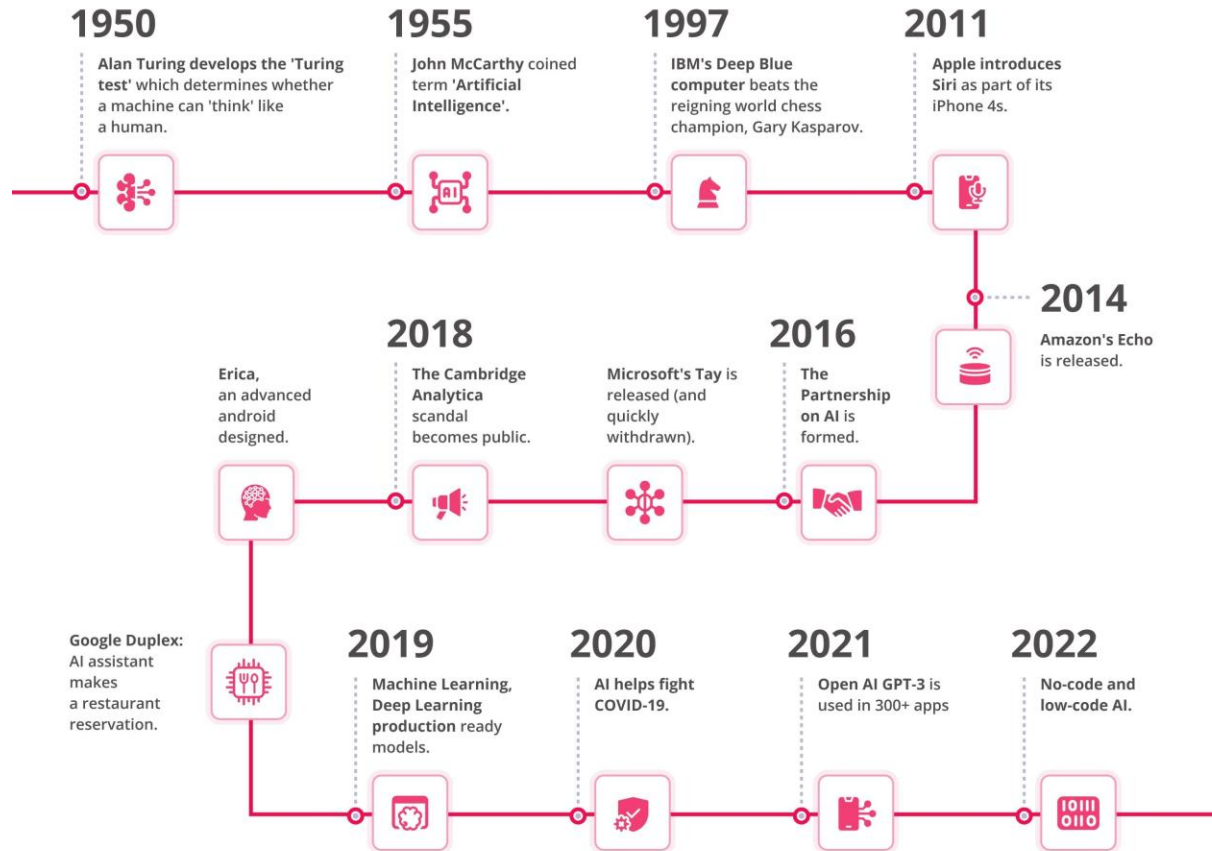 1950
Alan Turing develops the 'Turing
test' which determines whether
a machine can 'think' like
a human.
1955
John McCarthy coined
term 'Artificial
Intelligence'.
AI
1997
IBM's Deep Blue
computer beats the
reigning world chess
champion, Gary Kasparov.
2011
Apple introduces
Siri as part of its
iPhone 4s.
2014
Amazon's Echo
is released.
2016
The
Partnership
on AI is
formed.
Microsoft's Tay is
released (and
quickly
withdrawn).
2018
The Cambridge
Analytica
scandal
becomes public.
Erica,
an advanced
android
designed.
Google Duplex:
AI assistant
makes
a restaurant
reservation.
2019
Machine Learning,
Deep Learning
production ready
models.
2020
AI helps fight
COVID-19.
2021
Open AI GPT-3 is
used in 300+ apps
2022
No-code and
low-code AI.
10111
0110